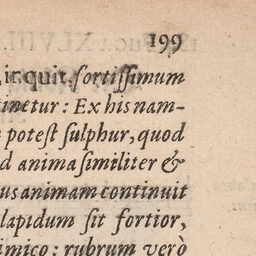 199
inquit, fortissimum
tinetur: Ex his nam-
potest sulphur, quod
d anima similiter &
us animam continuit
lapidum sit fortior,
imico: rubrum verò